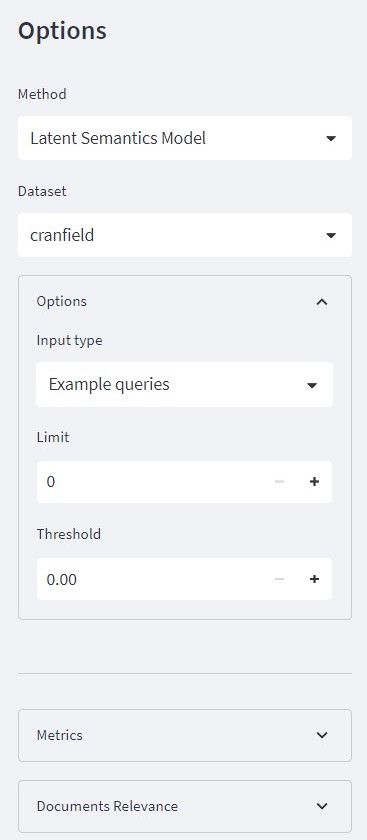 Options
Method
Latent Semantics Model
Dataset
cranfield
Options
Input type
Example queries
Limit
0
Threshold
0.00
Metrics
Documents Relevance